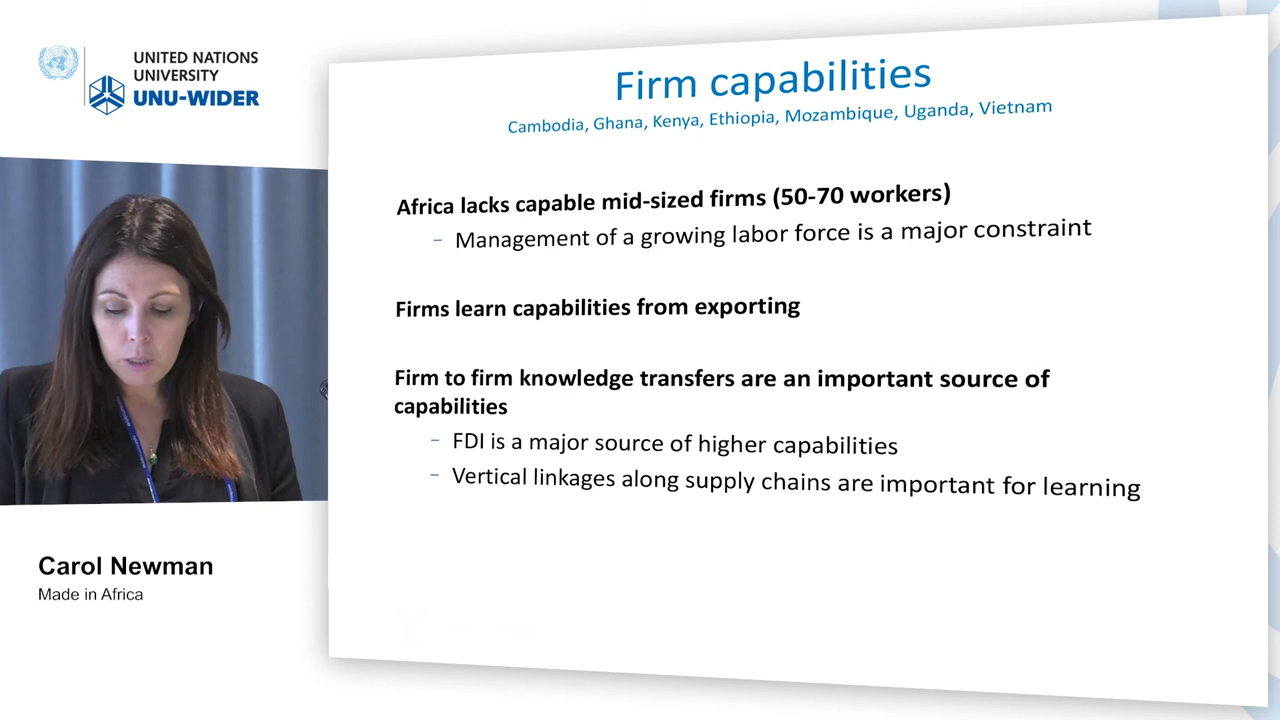 UNITED NATIONS
UNIVERSITY
UNU-WIDER
Firm capabilities
Cambodia, Ghana, Kenya, Ethiopia, Mozambique, Uganda, Vietnam
Africa lacks capable mid-sized firms (50-70 workers)
– Management of a growing labor force is a major constraint
Firms learn capabilities from exporting
Firm to firm knowledge transfers are an important source of
capabilities
– FDI is a major source of higher capabilities
– Vertical linkages along supply chains are important for learning
Carol Newman
Made in Africa